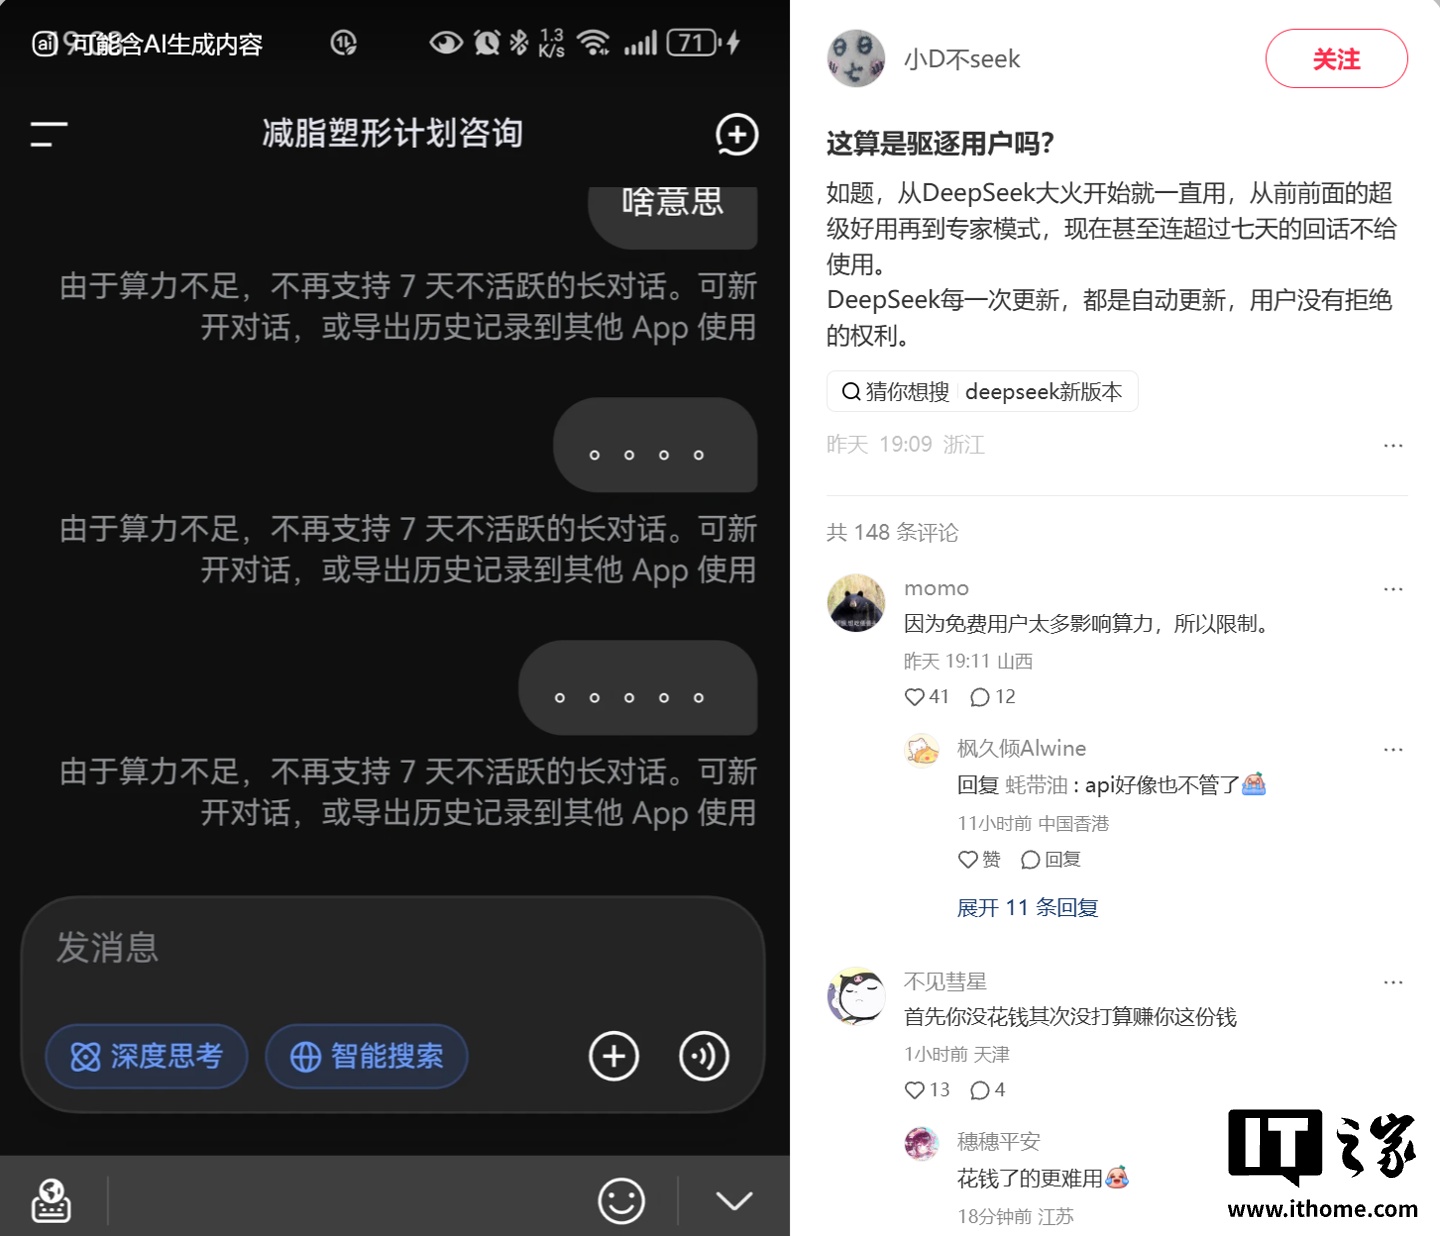 可能含AI生成内容
1.3
K/s
71
减脂塑形计划咨询
啥意思
由于算力不足，不再支持 7 天不活跃的长对话。可新
开对话，或导出历史记录到其他 App 使用
。。。。
由于算力不足，不再支持 7 天不活跃的长对话。可新
开对话，或导出历史记录到其他 App 使用
。。。。。
由于算力不足，不再支持 7 天不活跃的长对话。可新
开对话，或导出历史记录到其他 App 使用
发消息
深度思考
智能搜索
小D不seek
关注
这算是驱逐用户吗？
如题，从DeepSeek大火开始就一直用，从前前面的超
级好用再到专家模式，现在甚至连超过七天的回话不给
使用。
DeepSeek每一次更新，都是自动更新，用户没有拒绝
的权利。
猜你想搜 deepseek新版本
昨天 19:09 浙江
共 148 条评论
momo
因为免费用户太多影响算力，所以限制。
昨天 19:11 山西
41 12
枫久倾Alwine
回复 蚝带油 : api好像也不管了
11小时前 中国香港
赞 回复
展开 11 条回复
不见彗星
首先你没花钱其次没打算赚你这份钱
1小时前 天津
13 4
穗穗平安
花钱了的更难用
18分钟前 江苏
IT之家
www.ithome.com